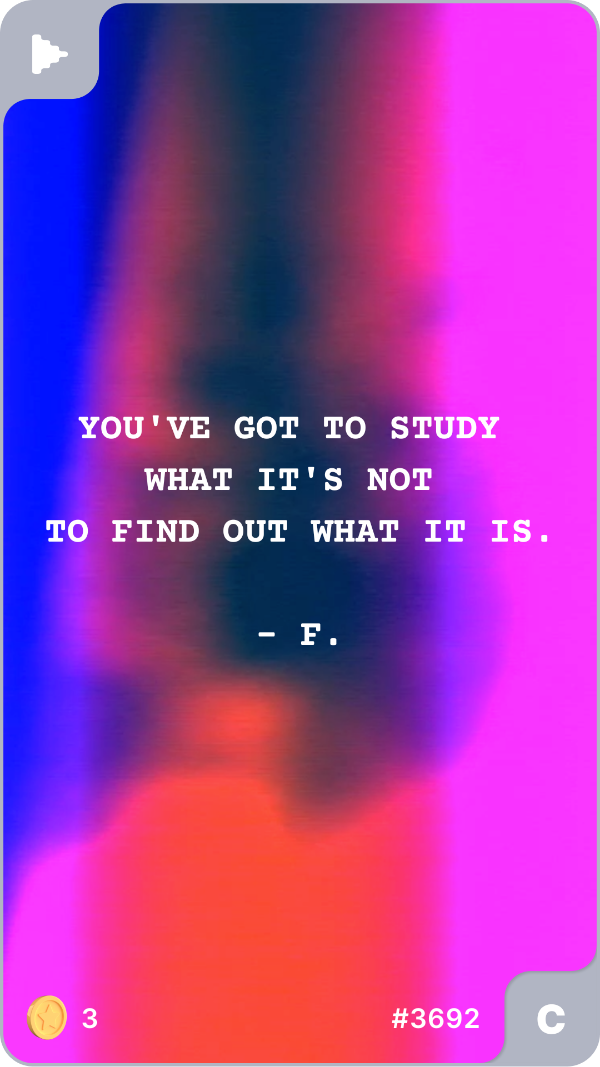 YOU'VE GOT TO STUDY
WHAT IT'S NOT
TO FIND OUT WHAT IT IS.
- F.
3
#3692
C